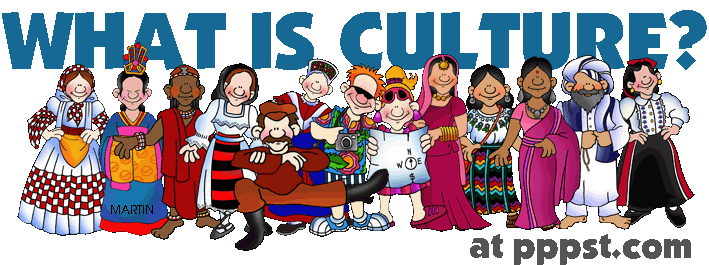 WHAT IS CULTURE?
N
W E
S
MARTIN
at pppst.com